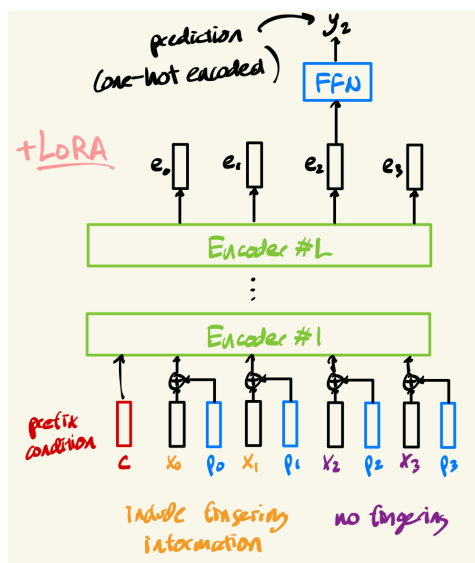 prediction
(one-hot encoded)
y₂
FFN
+LoRA
e₀ e₁ e₂ e₃
Encoder #L
...
Encoder #1
prefix
condition
c x₀ p₀ x₁ p₁ x₂ p₂ x₃ p₃
include fingering
information
no fingering